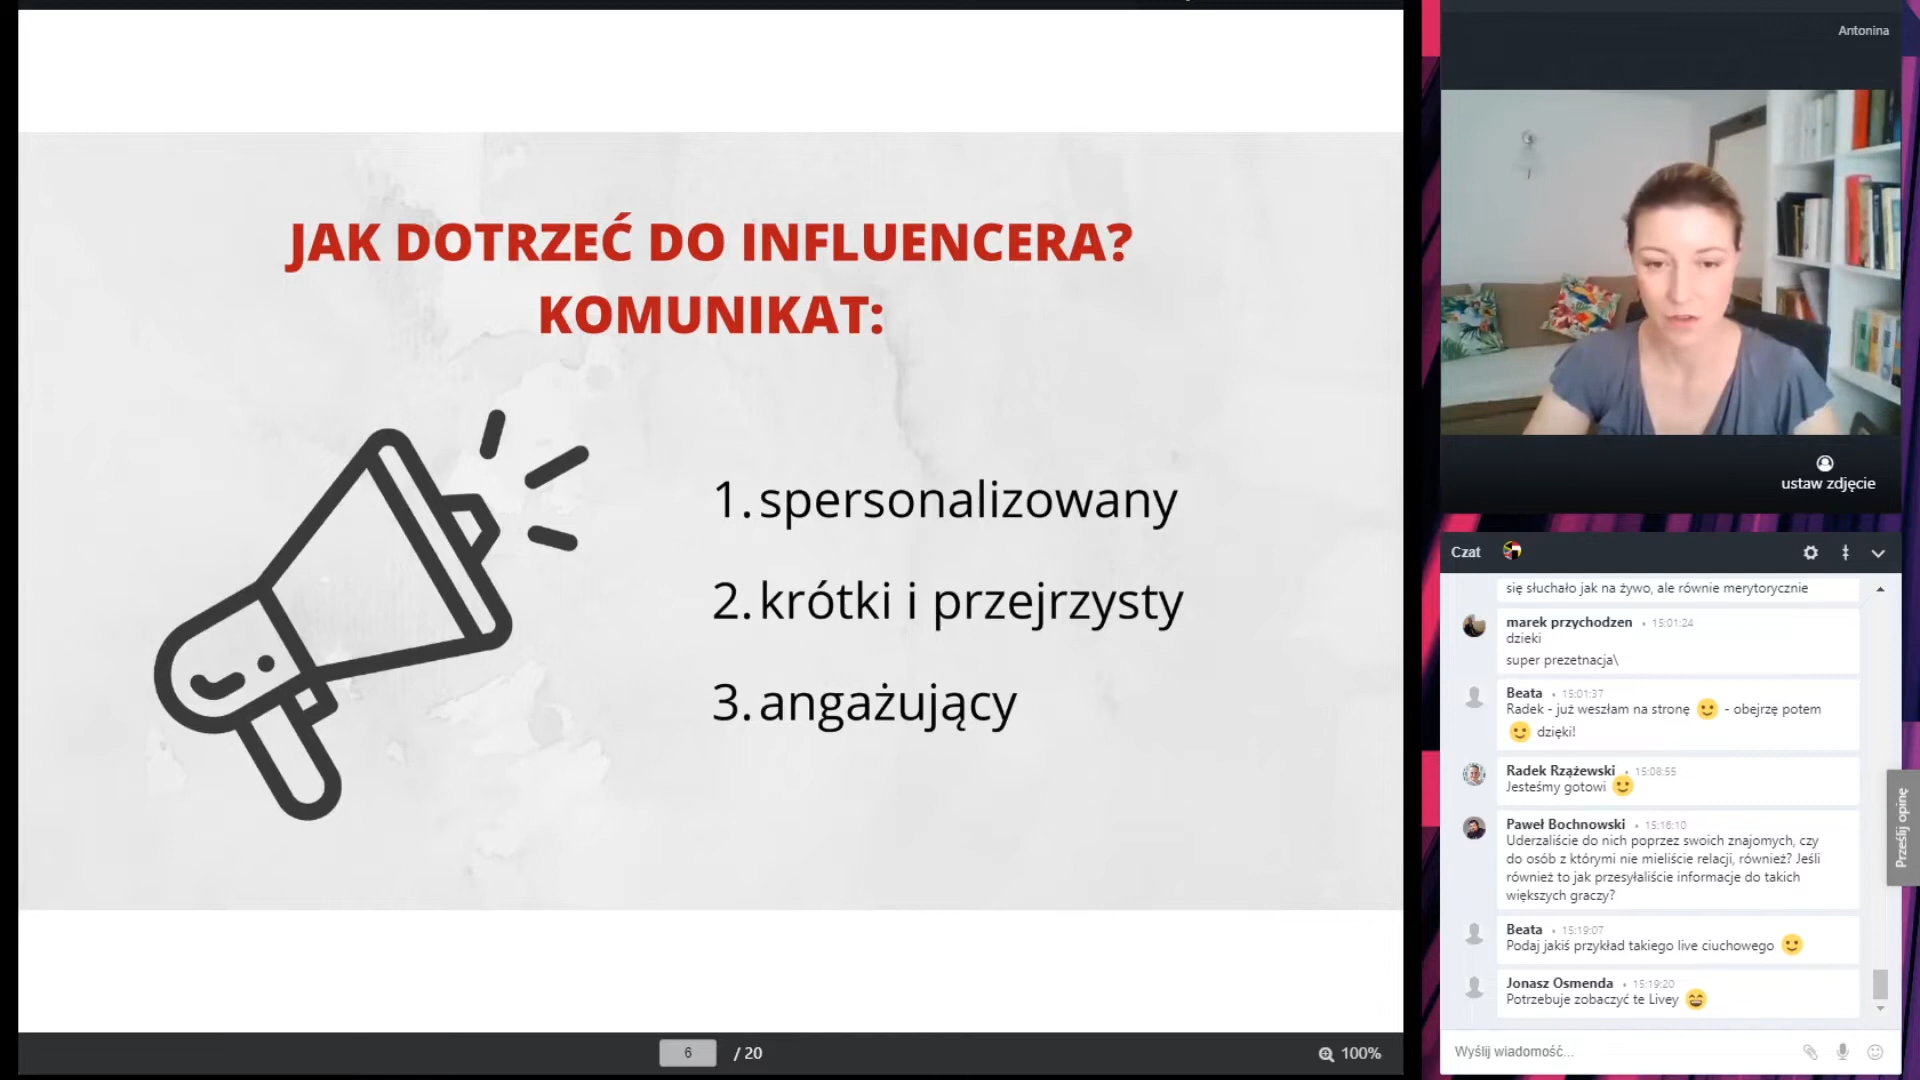 JAK DOTRZEĆ DO INFLUENCERA?
KOMUNIKAT:
1. spersonalizowany
2. krótki i przejrzysty
3. angażujący
6 / 20
100%
Antonina
ustaw zdjęcie
Czat
się słuchało jak na żywo, ale równie merytorycznie
marek przychodzen • 15:01:24
dzieki
super prezetnacja\
Beata • 15:01:37
Radek - już weszłam na stronę 🙂 - obejrzę potem
🙂 dzięki!
Radek Rzążewski • 15:08:55
Jesteśmy gotowi 🙂
Paweł Bochnowski • 15:16:10
Uderzaliście do nich poprzez swoich znajomych, czy
do osób z którymi nie mieliście relacji, również? Jeśli
również to jak przesyłaliście informacje do takich
większych graczy?
Beata • 15:19:07
Podaj jakiś przykład takiego live ciuchowego 🙂
Jonasz Osmenda • 15:19:20
Potrzebuje zobaczyć te Livey 😄
Wyślij wiadomość...
Prześlij opinię